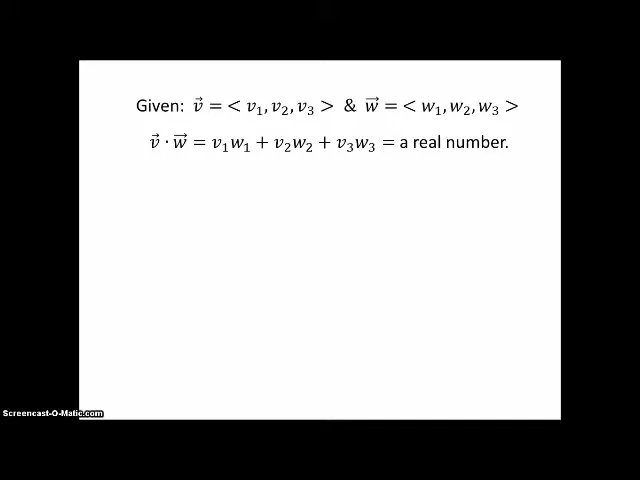 Given: v⃗ = < v₁, v₂, v₃ > & w⃗ = < w₁, w₂, w₃ >
v⃗ · w⃗ = v₁w₁ + v₂w₂ + v₃w₃ = a real number.
Screencast-O-Matic.com